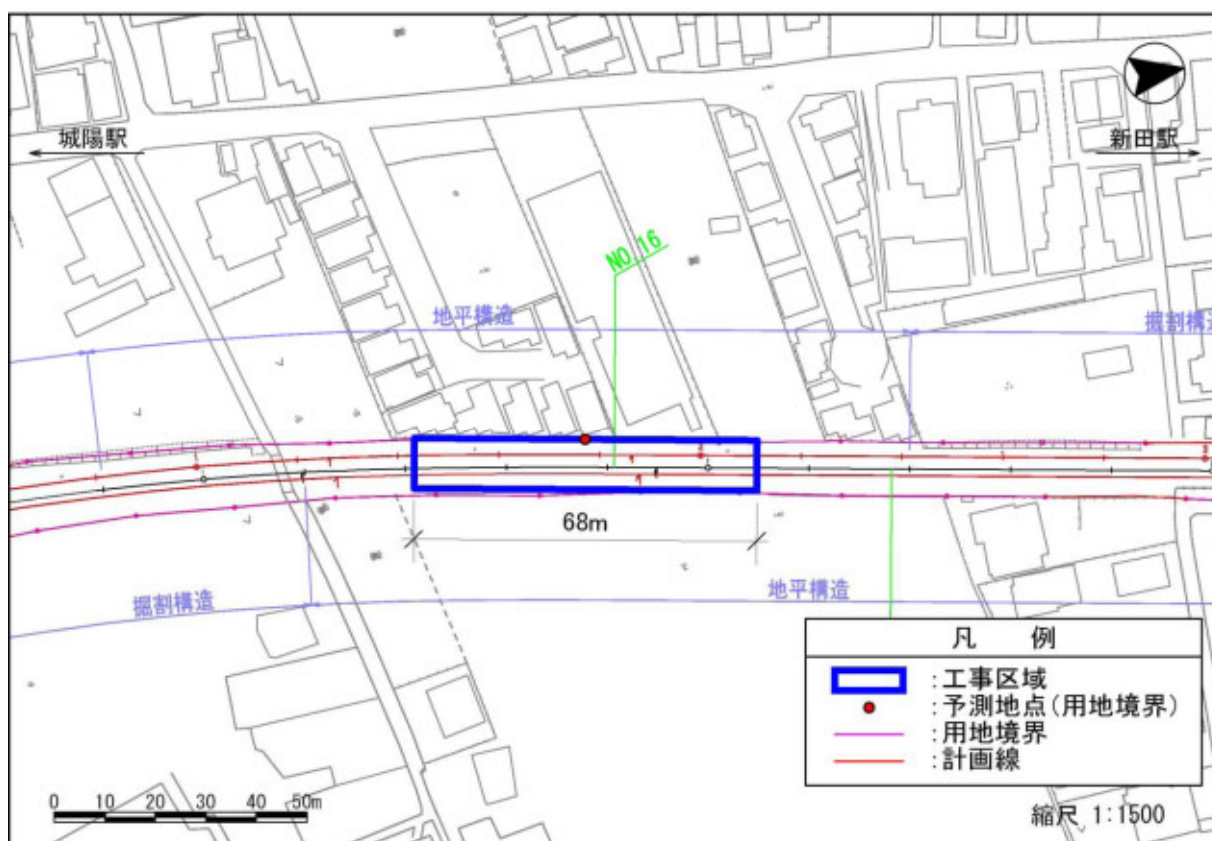 城陽駅
新田駅
NO.16
地平構造
掘割構造
68m
掘割構造
地平構造
凡 例
:工事区域
:予測地点(用地境界)
:用地境界
:計画線
0 10 20 30 40 50m
縮尺 1:1500